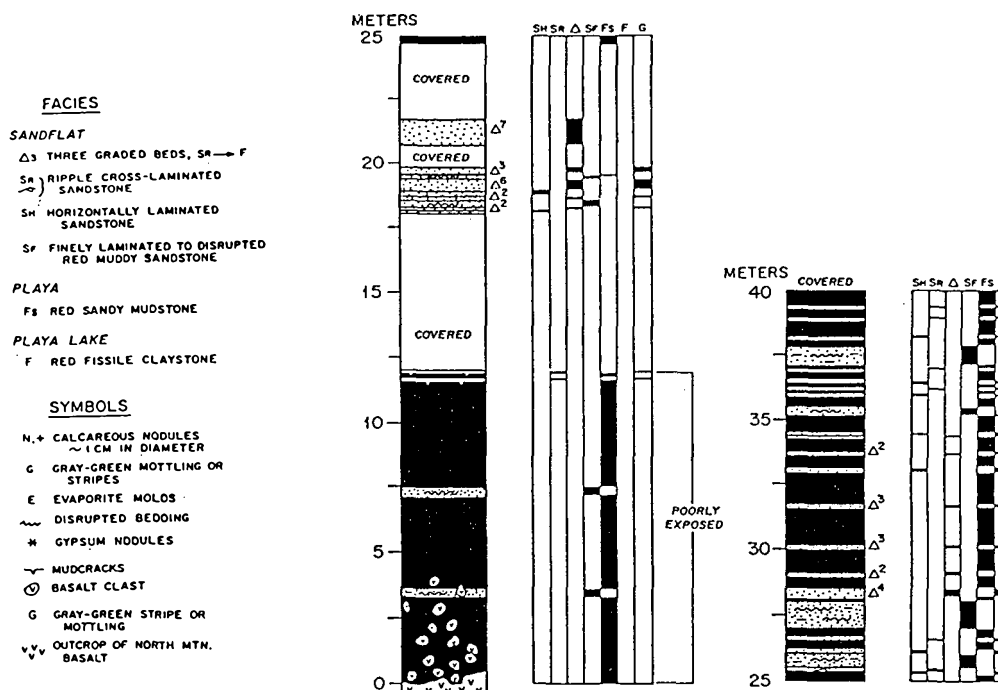 FACIES
SANDFLAT
Δ3 THREE GRADED BEDS, SR → F
SR RIPPLE CROSS-LAMINATED
SANDSTONE
SH HORIZONTALLY LAMINATED
SANDSTONE
SF FINELY LAMINATED TO DISRUPTED
RED MUDDY SANDSTONE
PLAYA
FS RED SANDY MUDSTONE
PLAYA LAKE
F RED FISSILE CLAYSTONE
SYMBOLS
N,+ CALCAREOUS NODULES
~1 CM IN DIAMETER
G GRAY-GREEN MOTTLING OR
STRIPES
E EVAPORITE MOLDS
DISRUPTED BEDDING
* GYPSUM NODULES
MUDCRACKS
V BASALT CLAST
G GRAY-GREEN STRIPE OR
MOTTLING
V V V OUTCROP OF NORTH MTN.
V V BASALT
METERS
SH SR Δ SF FS F G
25
COVERED
Δ7
COVERED
20
Δ3
Δ6
Δ2
Δ2
15
COVERED
10
POORLY
EXPOSED
5
0
METERS
COVERED
SH SR Δ SF FS
40
35
Δ2
Δ3
30
Δ3
Δ2
Δ4
25